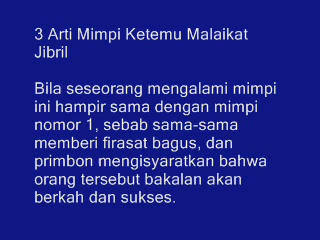 3 Arti Mimpi Ketemu Malaikat
Jibril
Bila seseorang mengalami mimpi
ini hampir sama dengan mimpi
nomor 1, sebab sama-sama
memberi firasat bagus, dan
primbon mengisyaratkan bahwa
orang tersebut bakalan akan
berkah dan sukses.